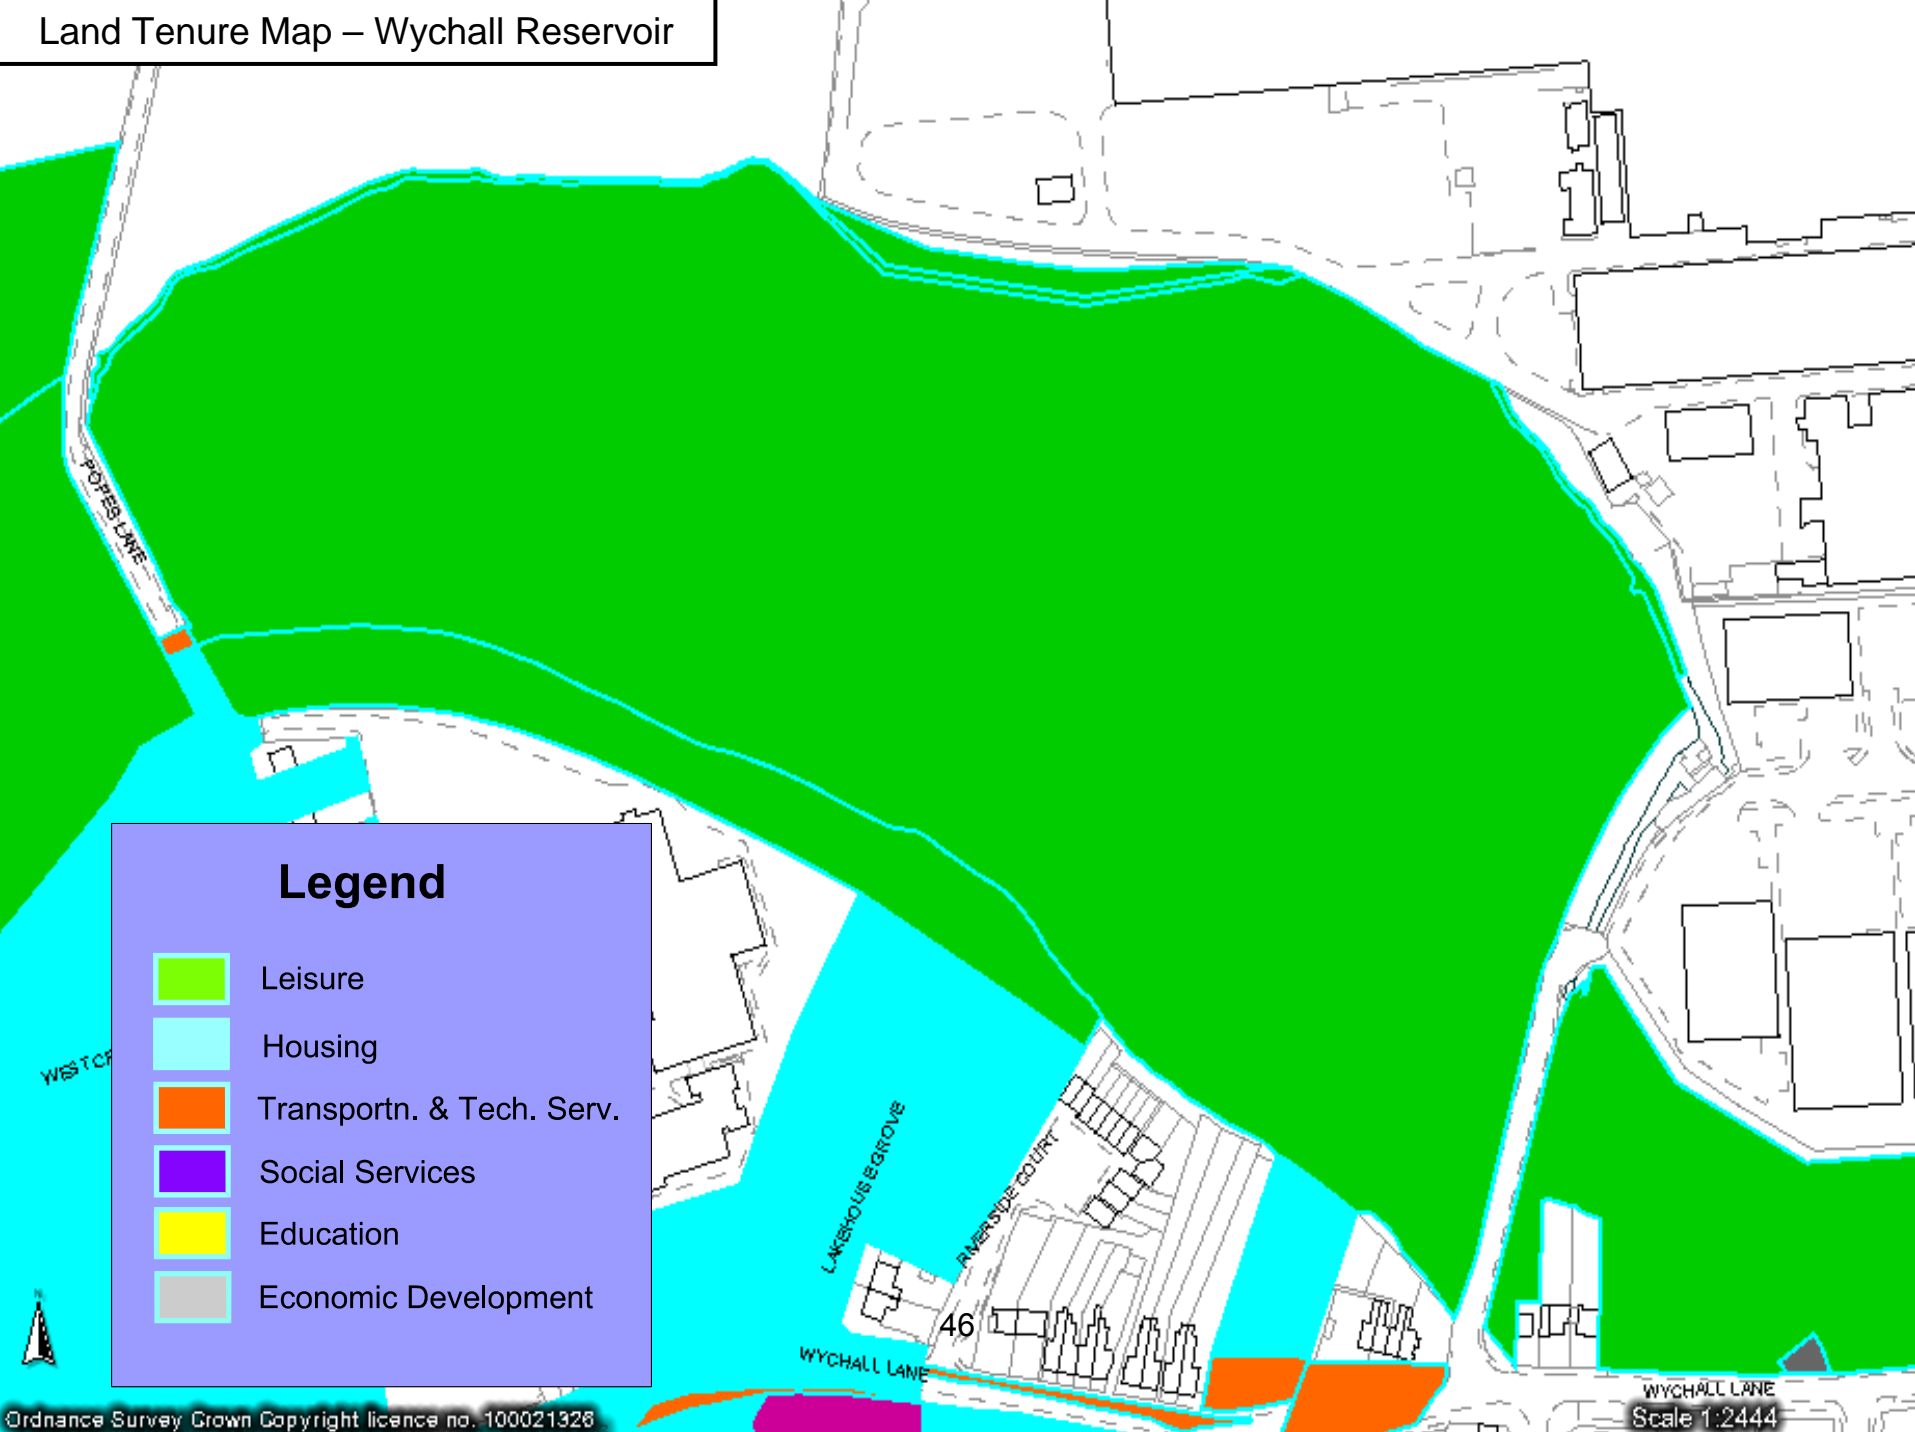 Land Tenure Map – Wychall Reservoir
POPES LANE
Legend
Leisure
Housing
Transportn. & Tech. Serv.
Social Services
Education
Economic Development
LAKEHOUSE GROVE
RIVERSIDE COURT
46
WYCHALL LANE
WYCHALL LANE
N
Ordnance Survey Crown Copyright licence no. 100021326
Scale 1:2444